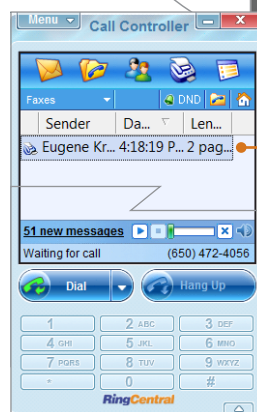 Menu Call Controller X
Faxes DND
Sender Da... Len...
Eugene Kr... 4:18:19 P... 2 pag...
51 new messages
Waiting for call (650) 472-4056
Dial Hang Up
1 2 ABC 3 DEF
4 GHI 5 JKL 6 MNO
7 PQRS 8 TUV 9 WXYZ
* 0 #
RingCentral